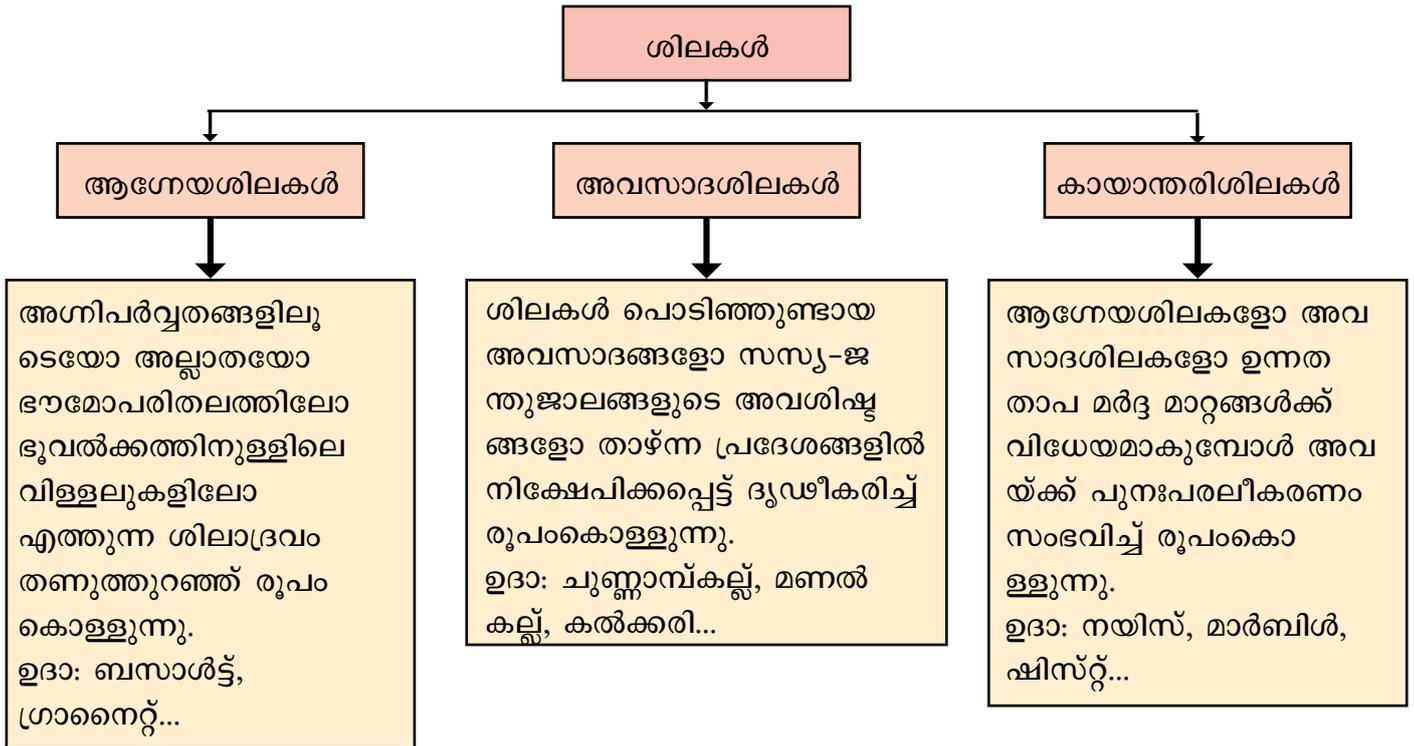 ശിലകൾ
ആഗ്നേയശിലകൾ
അവസാദശിലകൾ
കായാന്തരിശിലകൾ
അഗ്നിപർവ്വതങ്ങളിലൂ
ടെയോ അല്ലാതയോ
ഭൗമോപരിതലത്തിലോ
ഭൂവൽക്കത്തിനുള്ളിലെ
വിള്ളലുകളിലോ
എത്തുന്ന ശിലാദ്രവം
തണുത്തുറഞ്ഞ് രൂപം
കൊള്ളുന്നു.
ഉദാ: ബസാൾട്ട്,
ഗ്രാനൈറ്റ്...
ശിലകൾ പൊടിഞ്ഞുണ്ടായ
അവസാദങ്ങളോ സസ്യ-ജ
ന്തുജാലങ്ങളുടെ അവശിഷ്ട
ങ്ങളോ താഴ്ന്ന പ്രദേശങ്ങളിൽ
നിക്ഷേപിക്കപ്പെട്ട് ദൃഢീകരിച്ച്
രൂപംകൊള്ളുന്നു.
ഉദാ: ചുണ്ണാമ്പ്കല്ല്, മണൽ
കല്ല്, കൽക്കരി...
ആഗ്നേയശിലകളോ അവ
സാദശിലകളോ ഉന്നത
താപ മർദ്ദ മാറ്റങ്ങൾക്ക്
വിധേയമാകുമ്പോൾ അവ
യ്ക്ക് പുനഃപരലീകരണം
സംഭവിച്ച് രൂപംകൊ
ള്ളുന്നു.
ഉദാ: നയിസ്, മാർബിൾ,
ഷിസ്റ്റ്...